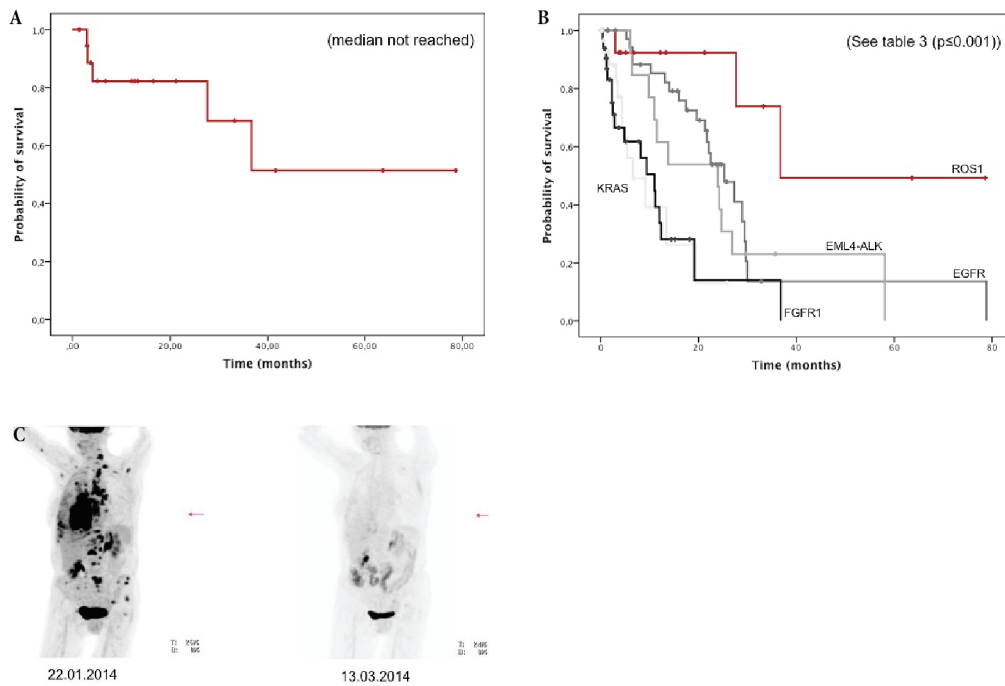 A
(median not reached)
Probability of survival
1,0
0,8
0,6
0,4
0,2
0,0
,00 20,00 40,00 60,00 80,00
Time (months)
B
(See table 3 (p≤0.001))
Probability of survival
1,0
0,8
0,6
0,4
0,2
0,0
ROS1
KRAS
EML4-ALK
EGFR
FGFR1
0 20 40 60 80
Time (months)
C
22.01.2014
13.03.2014